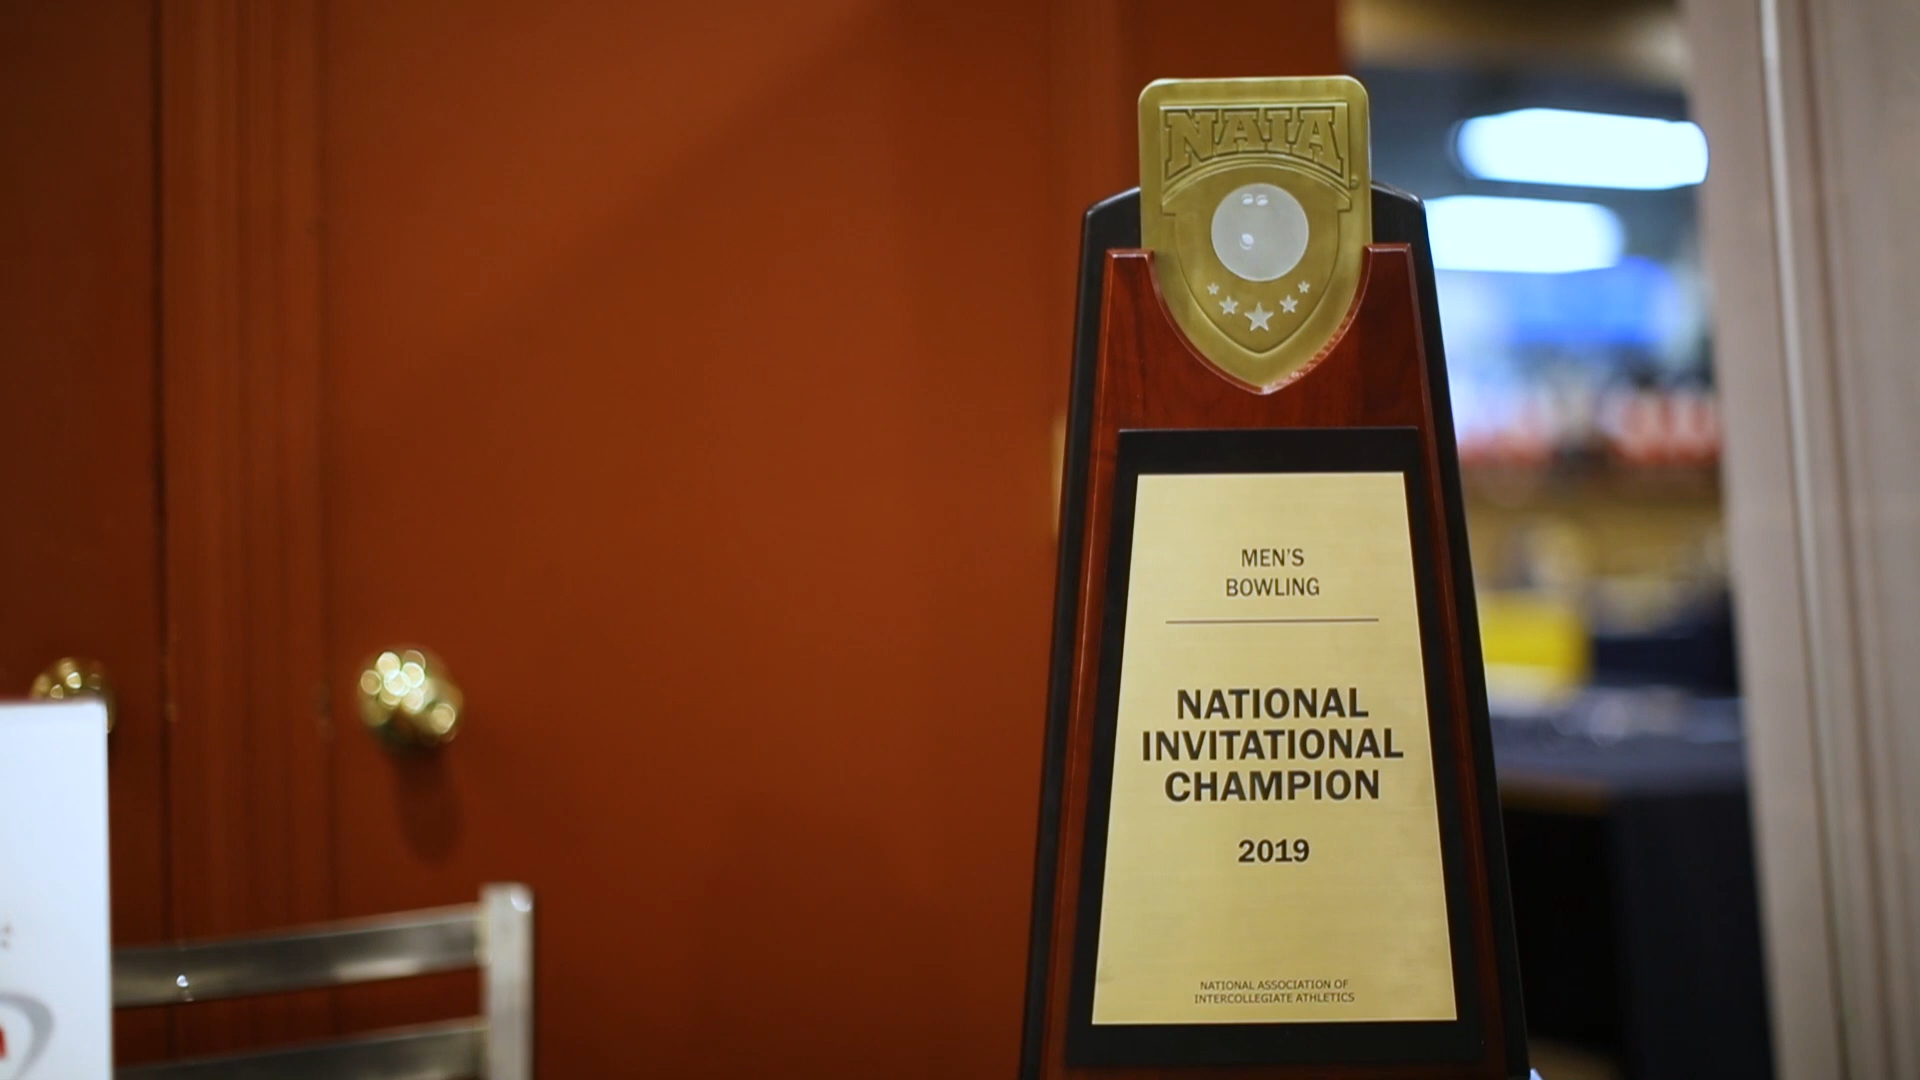 NAIA
MEN'S
BOWLING
NATIONAL
INVITATIONAL
CHAMPION
2019
NATIONAL ASSOCIATION OF
INTERCOLLEGIATE ATHLETICS